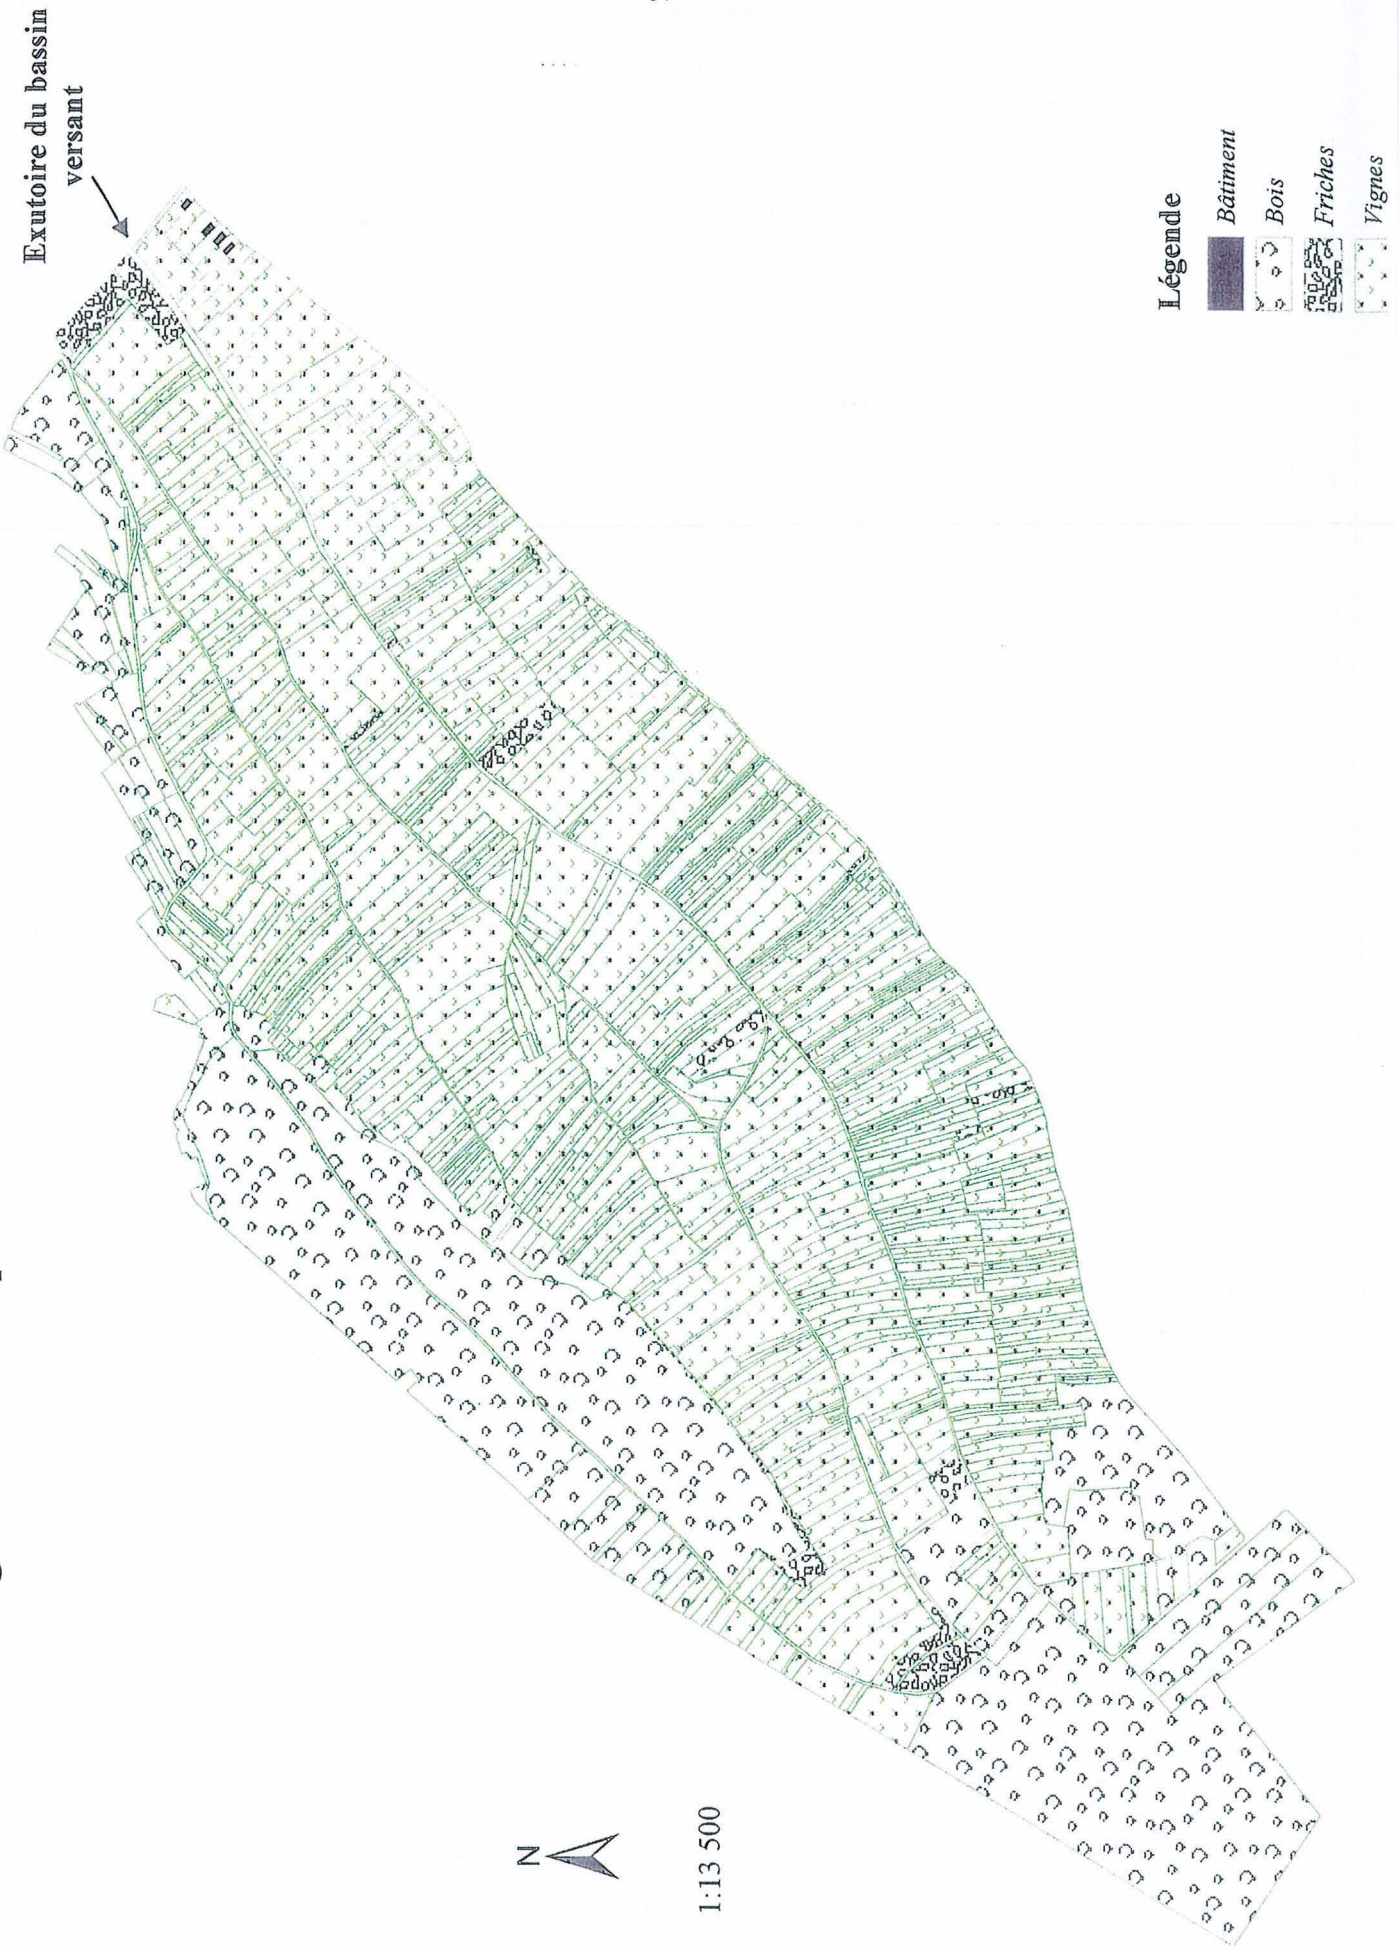 Exutoire du bassin
versant
N
1:13 500
Légende
Bâtiment
Bois
Friches
Vignes